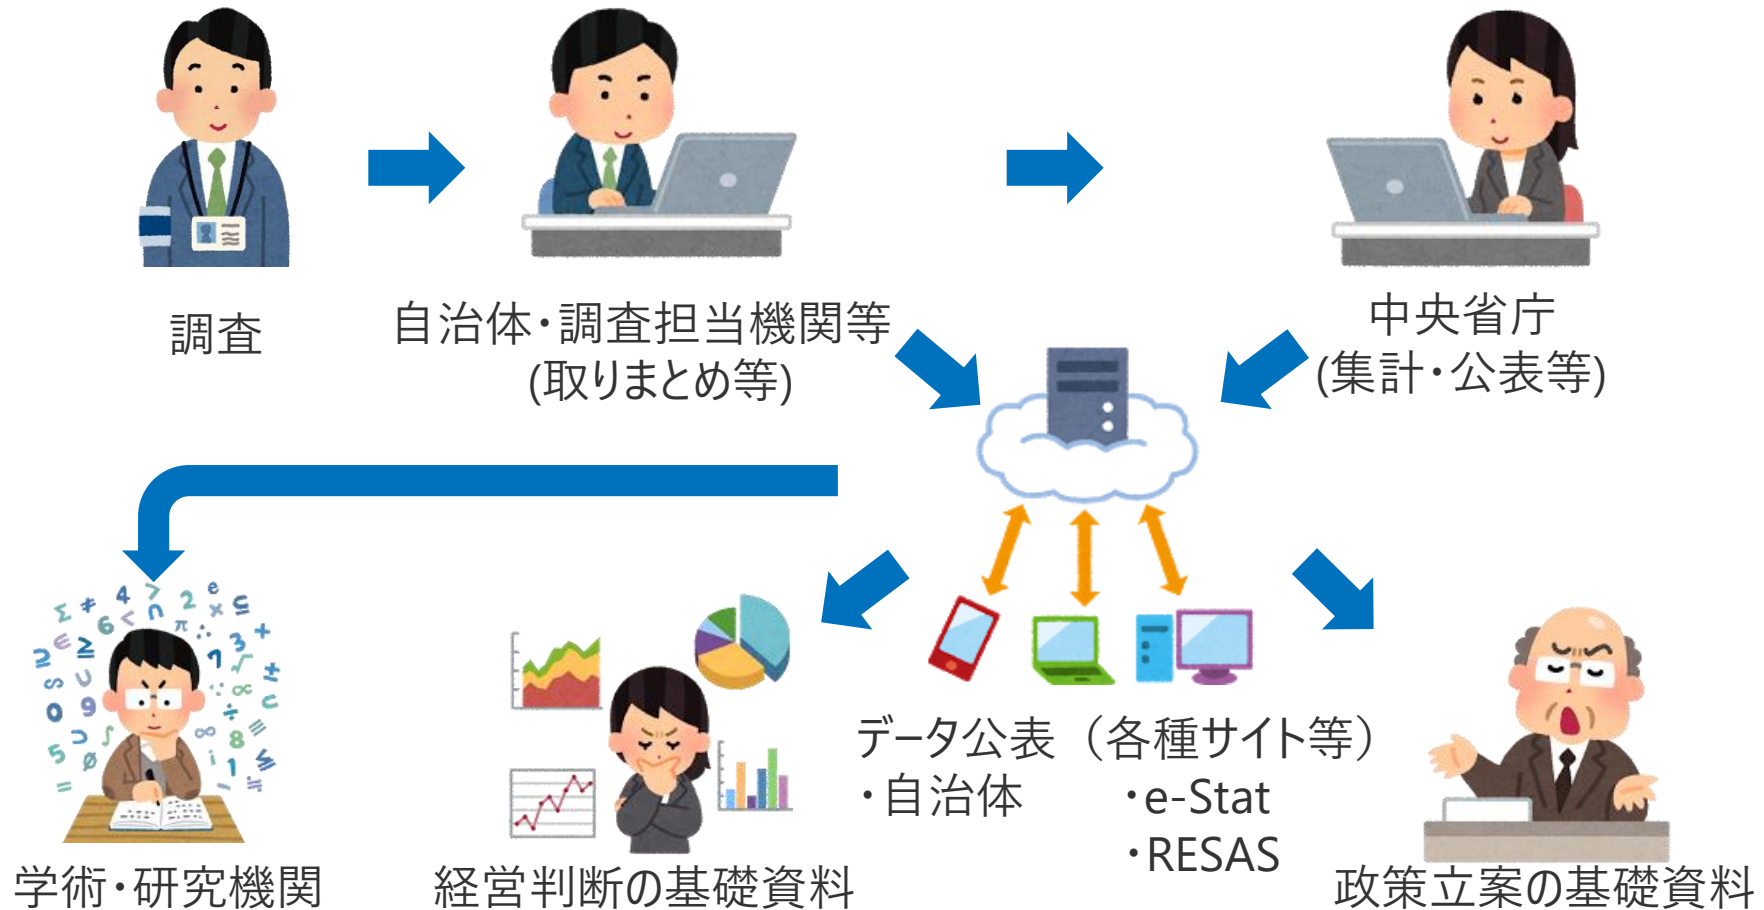 調査
自治体・調査担当機関等
(取りまとめ等)
中央省庁
(集計・公表等)
データ公表（各種サイト等）
・自治体
・e-Stat
・RESAS
学術・研究機関
経営判断の基礎資料
政策立案の基礎資料